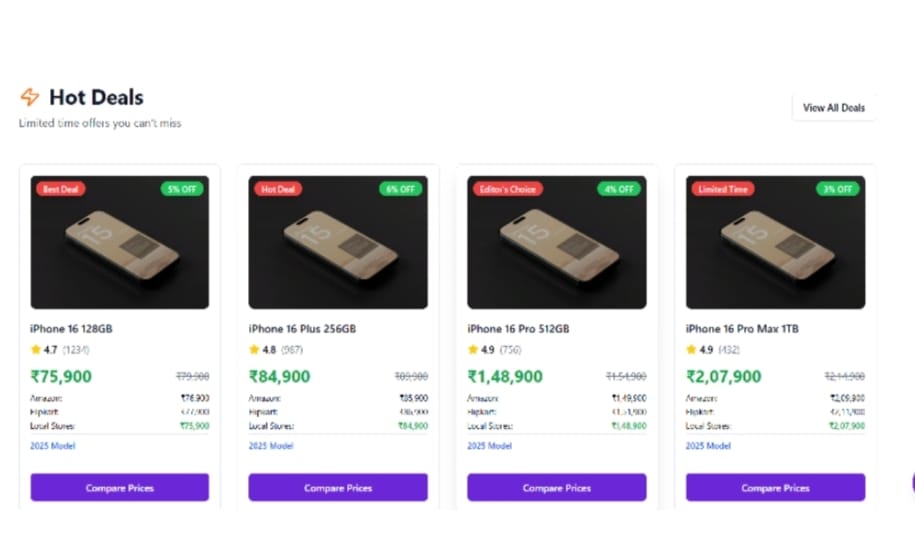 Hot Deals
Limited time offers you can't miss
View All Deals
Best Deal
5% OFF
15
iPhone 16 128GB
4.7 (1234)
₹75,900
₹79,900
Amazon:
₹76,900
Flipkart:
₹77,900
Local Stores:
₹75,900
2025 Model
Compare Prices
Hot Deal
6% OFF
15
iPhone 16 Plus 256GB
4.8 (987)
₹84,900
₹89,900
Amazon:
₹85,900
Flipkart:
₹86,900
Local Stores:
₹84,900
2025 Model
Compare Prices
Editor's Choice
4% OFF
15
iPhone 16 Pro 512GB
4.9 (756)
₹1,48,900
₹1,54,900
Amazon:
₹1,49,900
Flipkart:
₹1,51,900
Local Stores:
₹1,48,900
2025 Model
Compare Prices
Limited Time
3% OFF
15
iPhone 16 Pro Max 1TB
4.9 (432)
₹2,07,900
₹2,14,900
Amazon:
₹2,09,900
Flipkart:
₹2,11,900
Local Stores:
₹2,07,900
2025 Model
Compare Prices